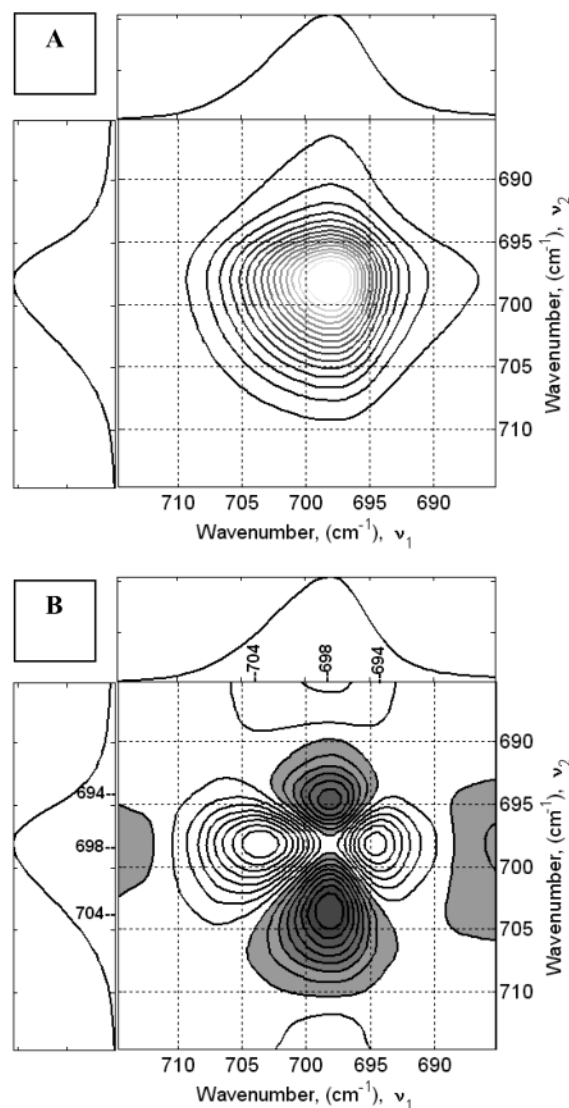 A
690
695
700
705
710
Wavenumber, (cm⁻¹), ν₂
710 705 700 695 690
Wavenumber, (cm⁻¹), ν₁
B
--704
--698
--694
694--
698--
704--
690
695
700
705
710
Wavenumber, (cm⁻¹), ν₂
710 705 700 695 690
Wavenumber, (cm⁻¹), ν₁